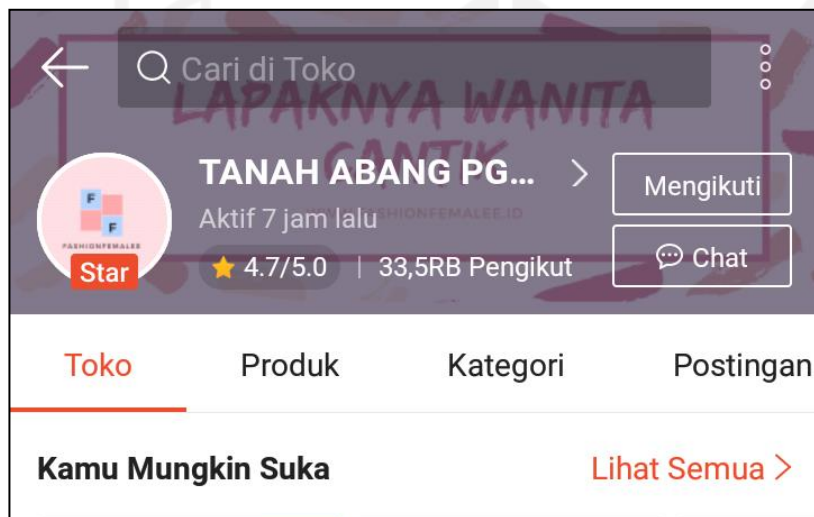 Cari di Toko
LAPAKNYA WANITA
CANTIK
TANAH ABANG PG...
Mengikuti
Aktif 7 jam lalu
FASHIONFEMALEE.ID
F
F
FASHIONFEMALEE
Star
4.7/5.0 | 33,5RB Pengikut
Chat
Toko Produk Kategori Postingan
Kamu Mungkin Suka Lihat Semua